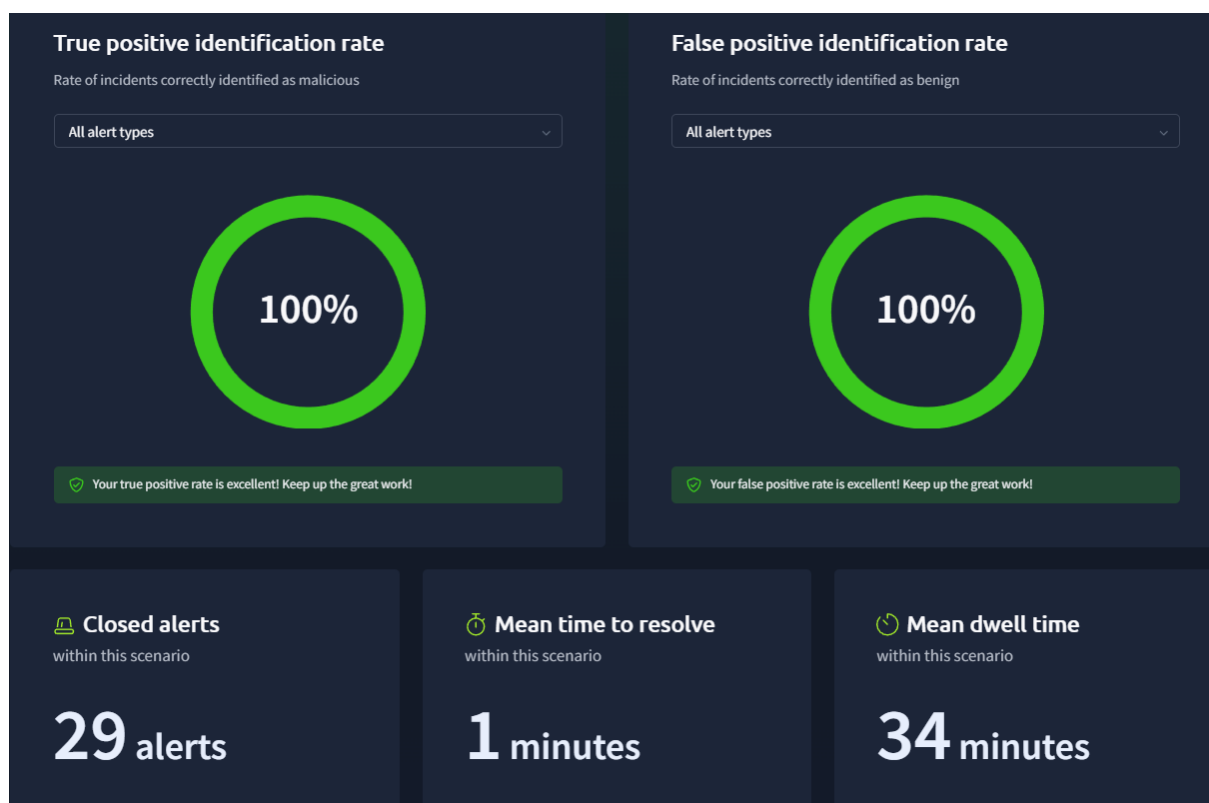 True positive identification rate
Rate of incidents correctly identified as malicious
All alert types
100%
Your true positive rate is excellent! Keep up the great work!
False positive identification rate
Rate of incidents correctly identified as benign
All alert types
100%
Your false positive rate is excellent! Keep up the great work!
Closed alerts
within this scenario
29 alerts
Mean time to resolve
within this scenario
1 minutes
Mean dwell time
within this scenario
34 minutes